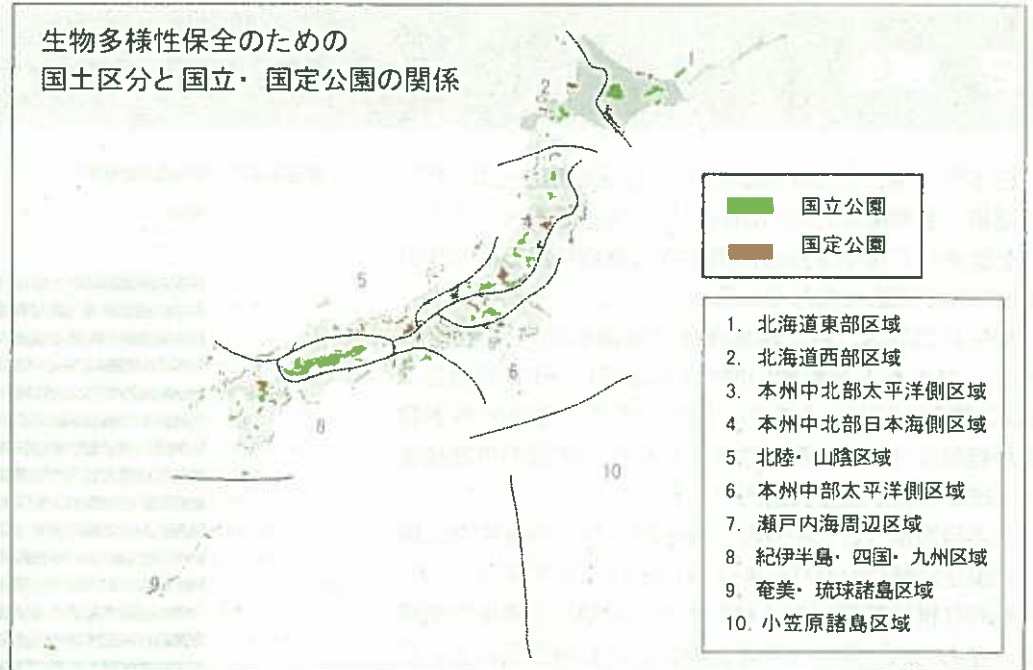 生物多様性保全のための
国土区分と国立・国定公園の関係
1
2
3
4
5
6
8
9
10
国立公園
国定公園
1. 北海道東部区域
2. 北海道西部区域
3. 本州中北部太平洋側区域
4. 本州中北部日本海側区域
5 北陸・山陰区域
6. 本州中部太平洋側区域
7. 瀬戸内海周辺区域
8. 紀伊半島・四国・九州区域
9. 奄美・琉球諸島区域
10. 小笠原諸島区域